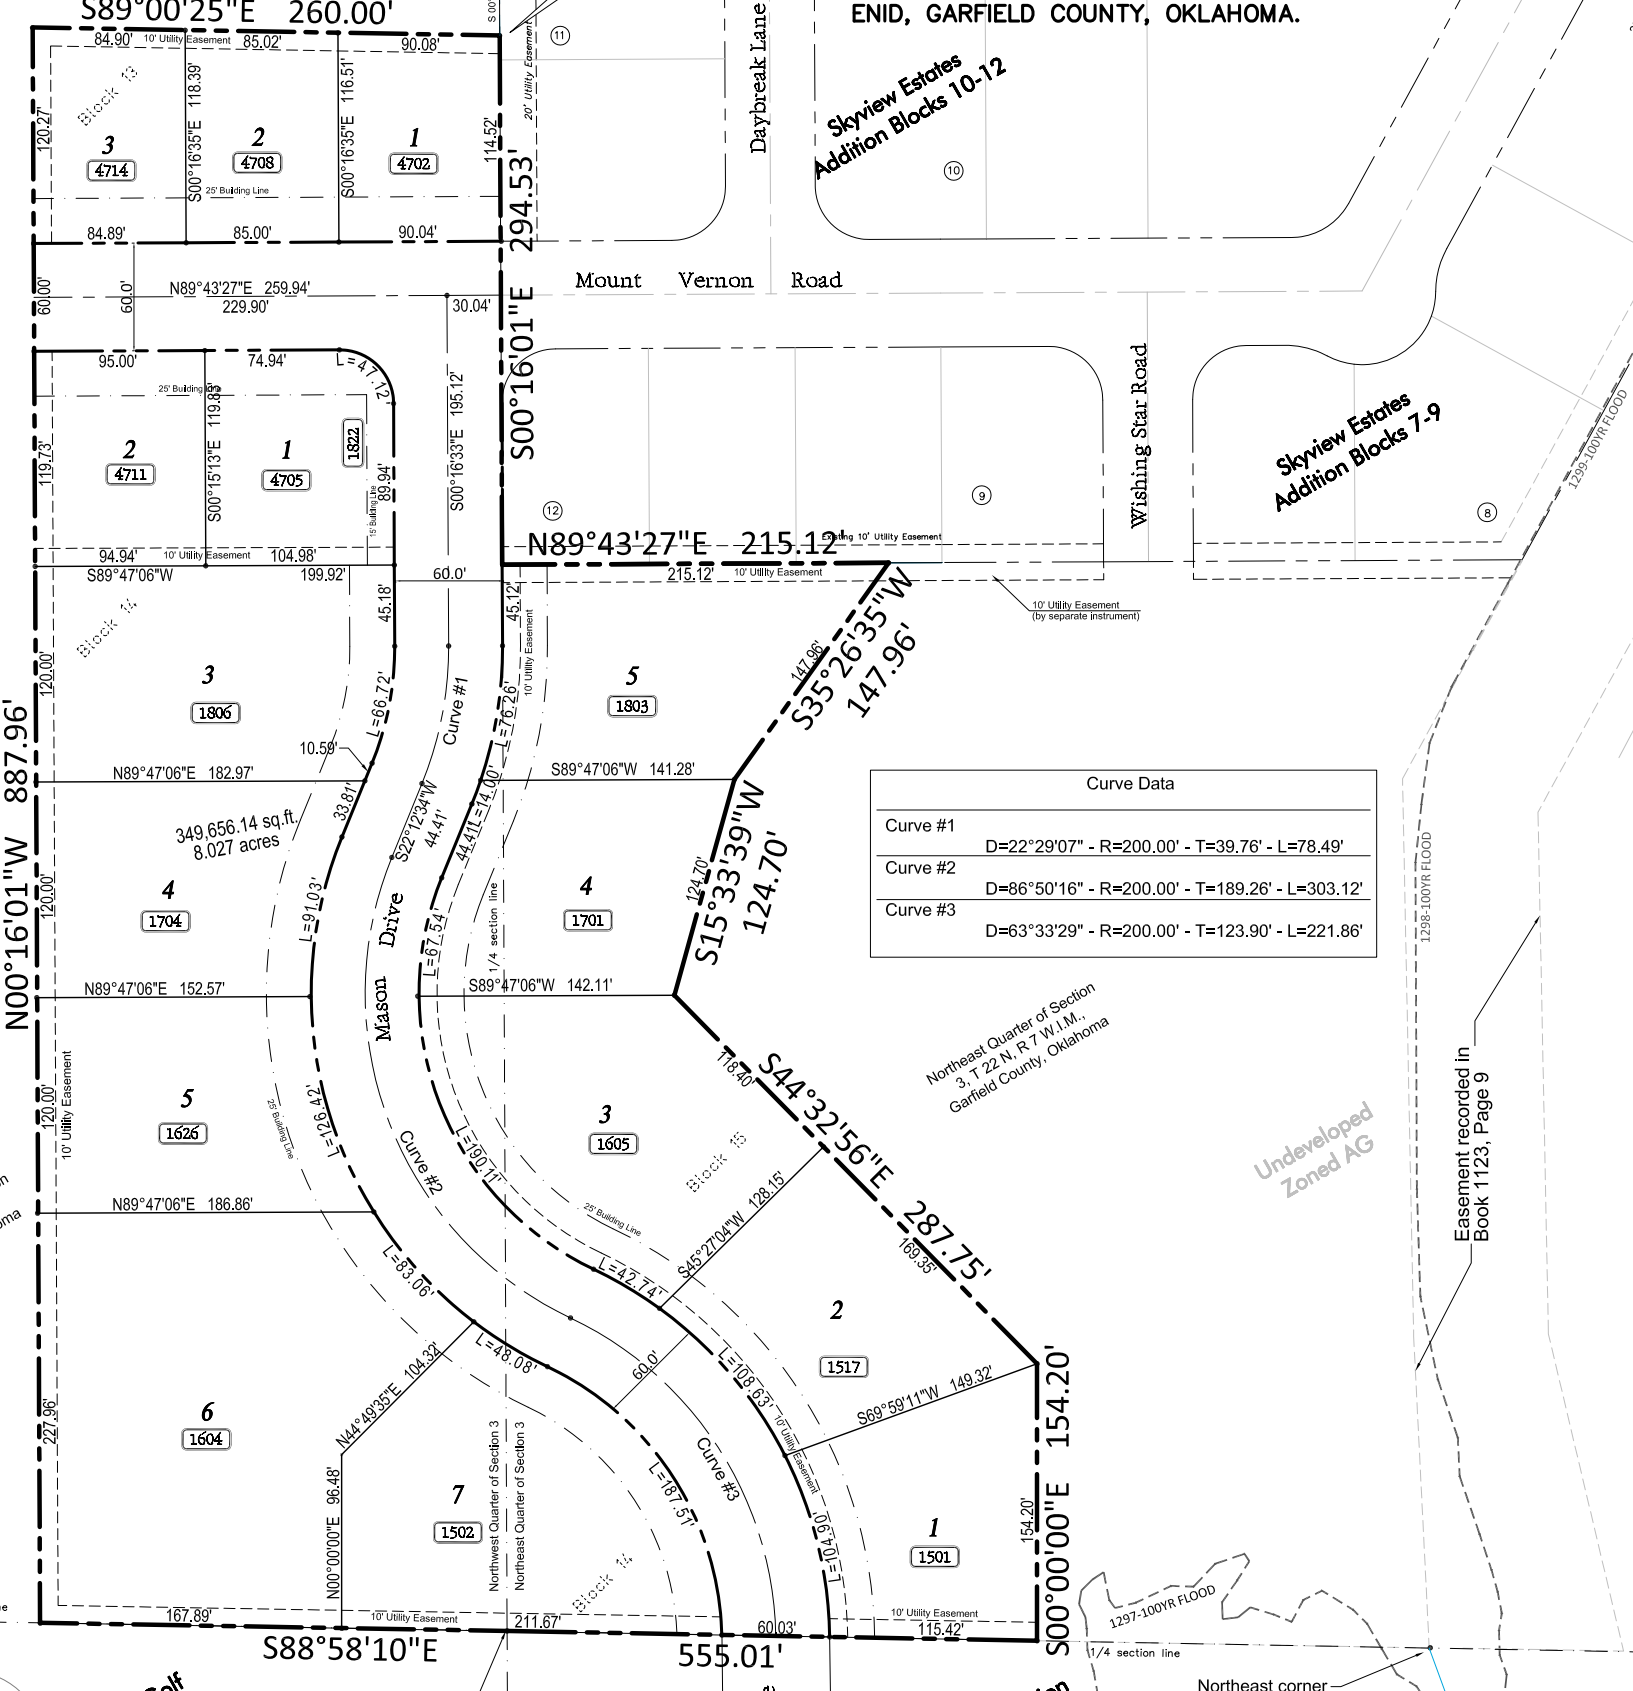 S89°00'25"E 260.00'
ENID, GARFIELD COUNTY, OKLAHOMA.
84.90'
10' Utility Easement
85.02'
90.08'
S 00°
20' Utility Easement
11
Daybreak Lane
Skyview Estates
Addition Blocks 10-12
Block 13
120.27'
S00°16'35"E 118.39'
S00°16'35"E 116.51'
114.52'
3
4714
2
4708
1
4702
10
25' Building Line
84.89'
85.00'
90.04'
S00°16'01"E 294.53'
60.00'
60.0'
N89°43'27"E 259.94'
229.90'
30.04'
Mount Vernon Road
95.00'
74.94'
L=47.12'
25' Building Line
119.73'
S00°15'13"E 119.83'
1822
89.94'
15' Building Line
S00°16'33"E 195.12'
2
4711
1
4705
Wishing Star Road
Skyview Estates
Addition Blocks 7-9
1299-100YR FLOOD
12
9
8
94.94'
10' Utility Easement
104.98'
S89°47'06"W 199.92'
60.0'
N89°43'27"E 215.12'
Existing 10' Utility Easement
215.12'
10' Utility Easement
10' Utility Easement
(by separate instrument)
Block 14
45.18'
45.12'
10' Utility Easement
120.00'
3
1806
L=66.72'
Curve #1
L=76.26'
5
1803
147.96'
S35°26'35"W
147.96'
10.59'
N89°47'06"E 182.97'
33.81'
S22°12'34"W
44.41'
44.41'
L=14.00'
S89°47'06"W 141.28'
N00°16'01"W 887.96'
349,656.14 sq.ft.
8.027 acres
Curve Data
Curve #1
D=22°29'07" - R=200.00' - T=39.76' - L=78.49'
Curve #2
D=86°50'16" - R=200.00' - T=189.26' - L=303.12'
Curve #3
D=63°33'29" - R=200.00' - T=123.90' - L=221.86'
120.00'
4
1704
L=91.03'
Mason Drive
L=67.54'
1/4 section line
4
1701
124.70'
S15°33'39"W
124.70'
1298-100YR FLOOD
N89°47'06"E 152.57'
S89°47'06"W 142.11'
Northeast Quarter of Section
3, T 22 N, R 7 W.I.M.,
Garfield County, Oklahoma
120.00'
10' Utility Easement
5
1626
25' Building Line
L=126.42'
Curve #2
L=190.11'
3
1605
Block 15
118.40'
S44°32'56"E 287.75'
Undeveloped
Zoned AG
Easement recorded in
Book 1123, Page 9
N89°47'06"E 186.86'
25' Building Line
S45°27'04"W 128.15'
169.35'
L=83.06'
L=42.74'
L=48.08'
60.0'
2
1517
L=108.63'
S69°59'11"W 149.32'
227.96'
6
1604
N44°49'35"E 104.32'
N00°00'00"E 96.48'
7
1502
Northwest Quarter of Section 3
Northeast Quarter of Section 3
Curve #3
L=187.51'
10' Utility Easement
L=104.90'
1
1501
154.20'
S00°00'00"E 154.20'
Block 14
1297-100YR FLOOD
167.89'
10' Utility Easement
211.67'
60.03'
10' Utility Easement
115.42'
S88°58'10"E 555.01'
1/4 section line
Northeast corner